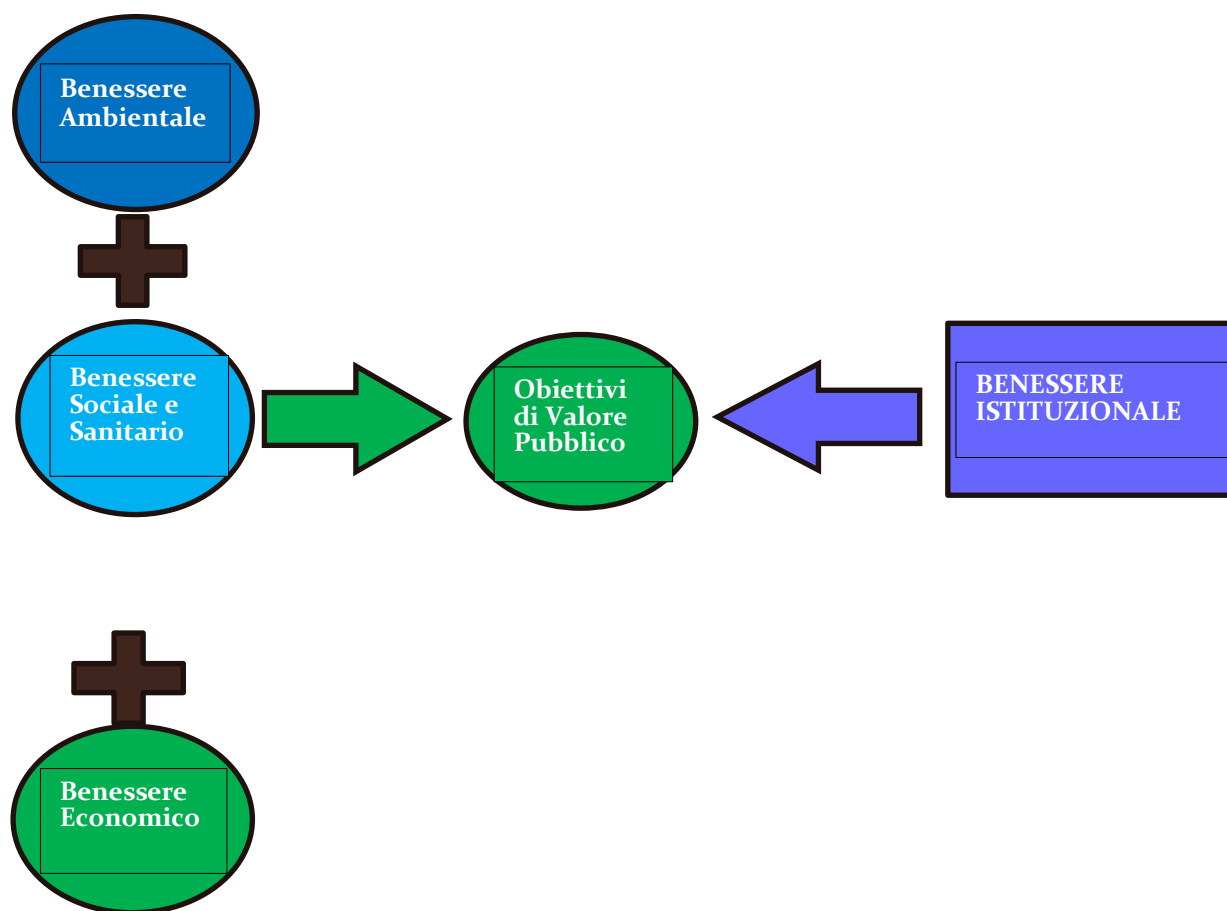 Benessere
Ambientale
Benessere
Sociale e
Sanitario
Obiettivi
di Valore
Pubblico
BENESSERE
ISTITUZIONALE
Benessere
Economico